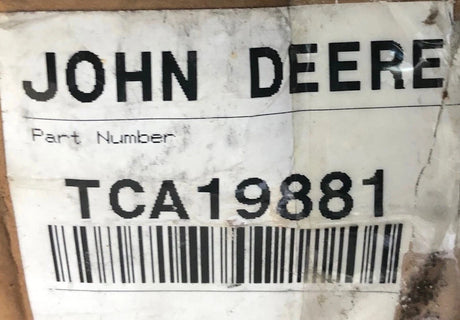 JOHN DEERE
Part Number
TCA19881